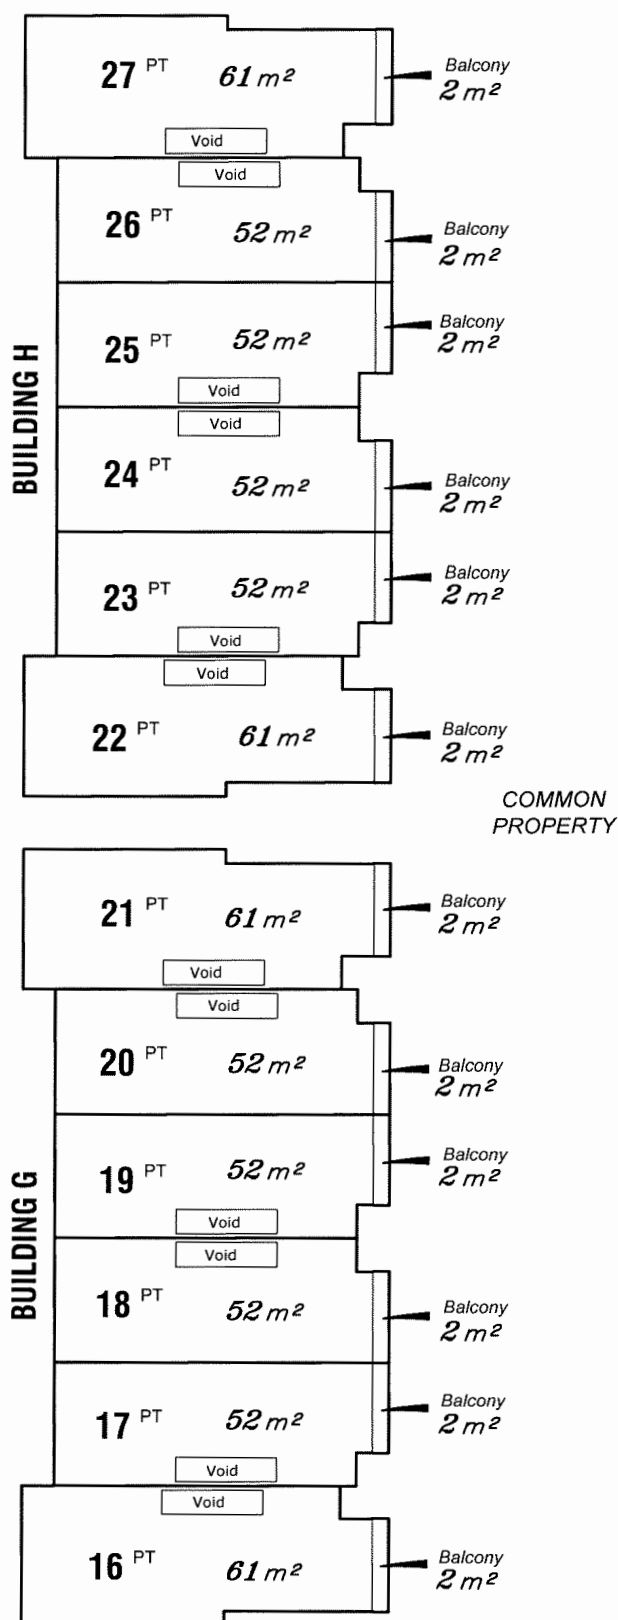 27 PT 61 m²
Balcony
2 m²
Void
Void
26 PT 52 m²
Balcony
2 m²
25 PT 52 m²
Balcony
2 m²
Void
BUILDING H
Void
24 PT 52 m²
Balcony
2 m²
23 PT 52 m²
Balcony
2 m²
Void
Void
22 PT 61 m²
Balcony
2 m²
COMMON
PROPERTY
21 PT 61 m²
Balcony
2 m²
Void
Void
20 PT 52 m²
Balcony
2 m²
19 PT 52 m²
Balcony
2 m²
Void
BUILDING G
Void
18 PT 52 m²
Balcony
2 m²
17 PT 52 m²
Balcony
2 m²
Void
Void
16 PT 61 m²
Balcony
2 m²